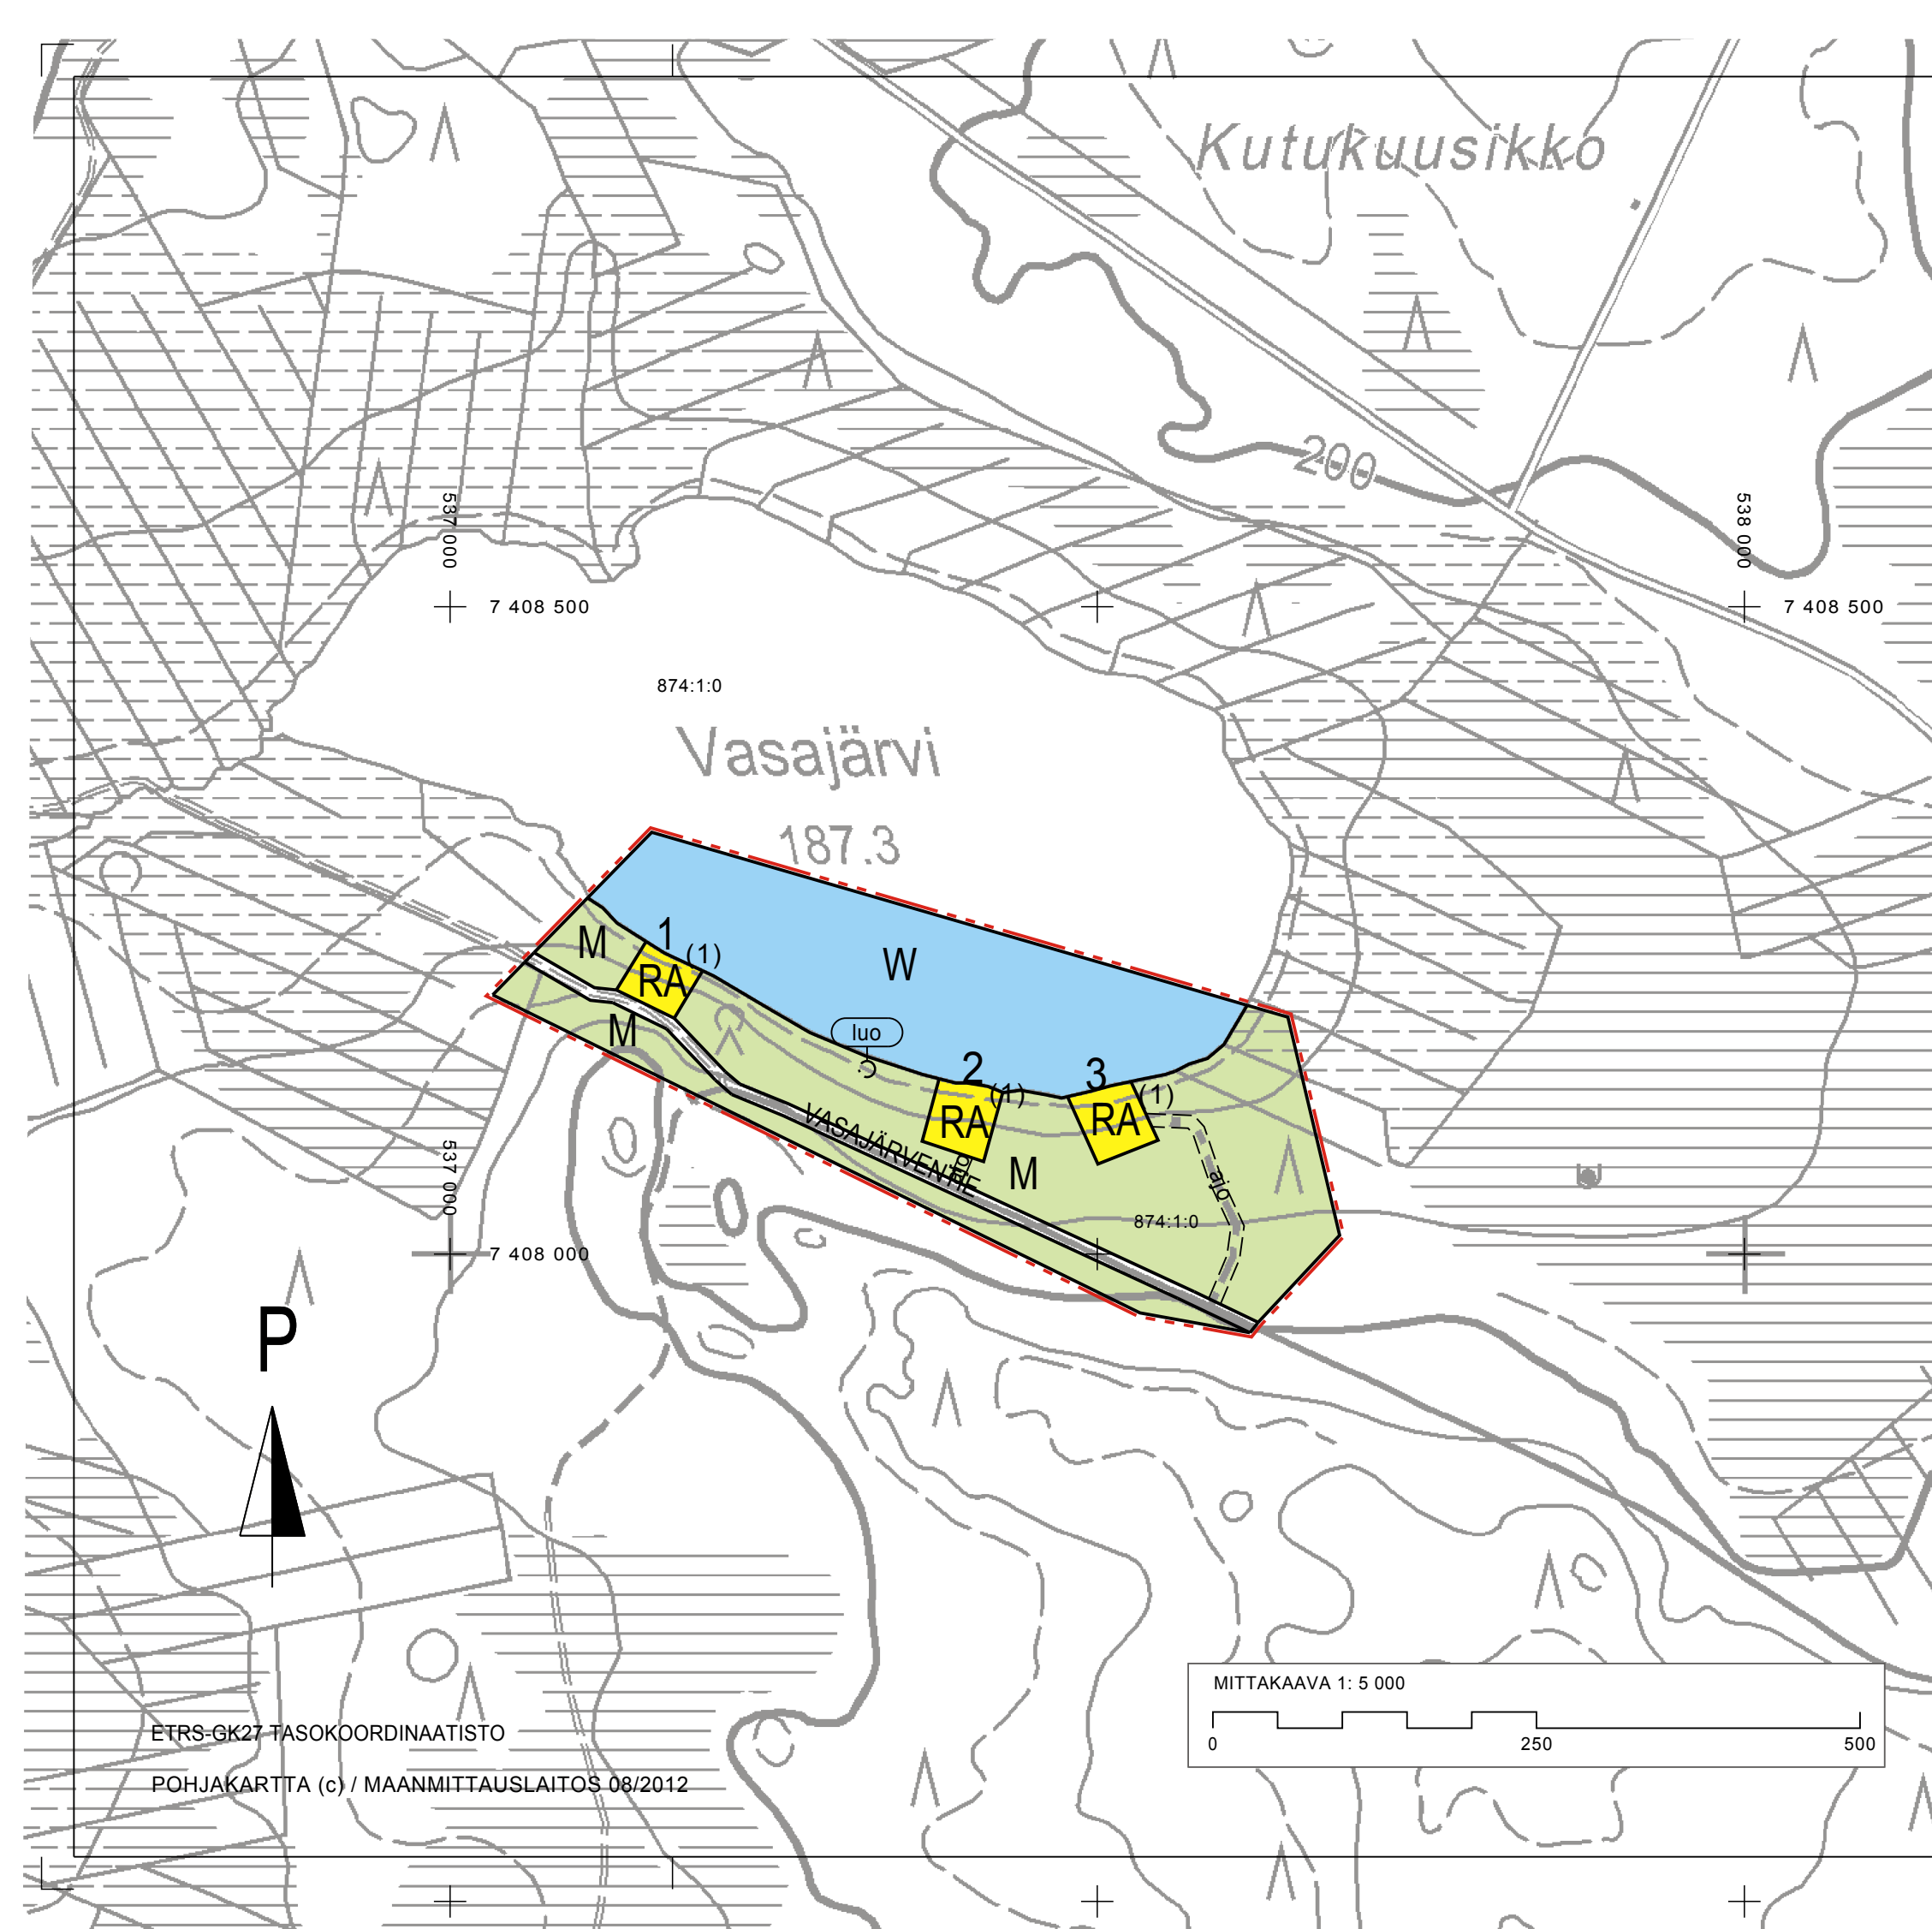 Kutukuusikko
200
537 000
538 000
7 408 500
7 408 500
874:1:0
Vasajärvi
187.3
1
(1)
M
RA
W
M
luo
2
(1)
RA
3
(1)
RA
VASAJÄRVENTIE
M
ajo
874:1:0
537 000
7 408 000
P
MITTAKAAVA 1: 5 000
0 250 500
ETRS-GK27 TASOKOORDINAATISTO
POHJAKARTTA (c) / MAANMITTAUSLAITOS 08/2012